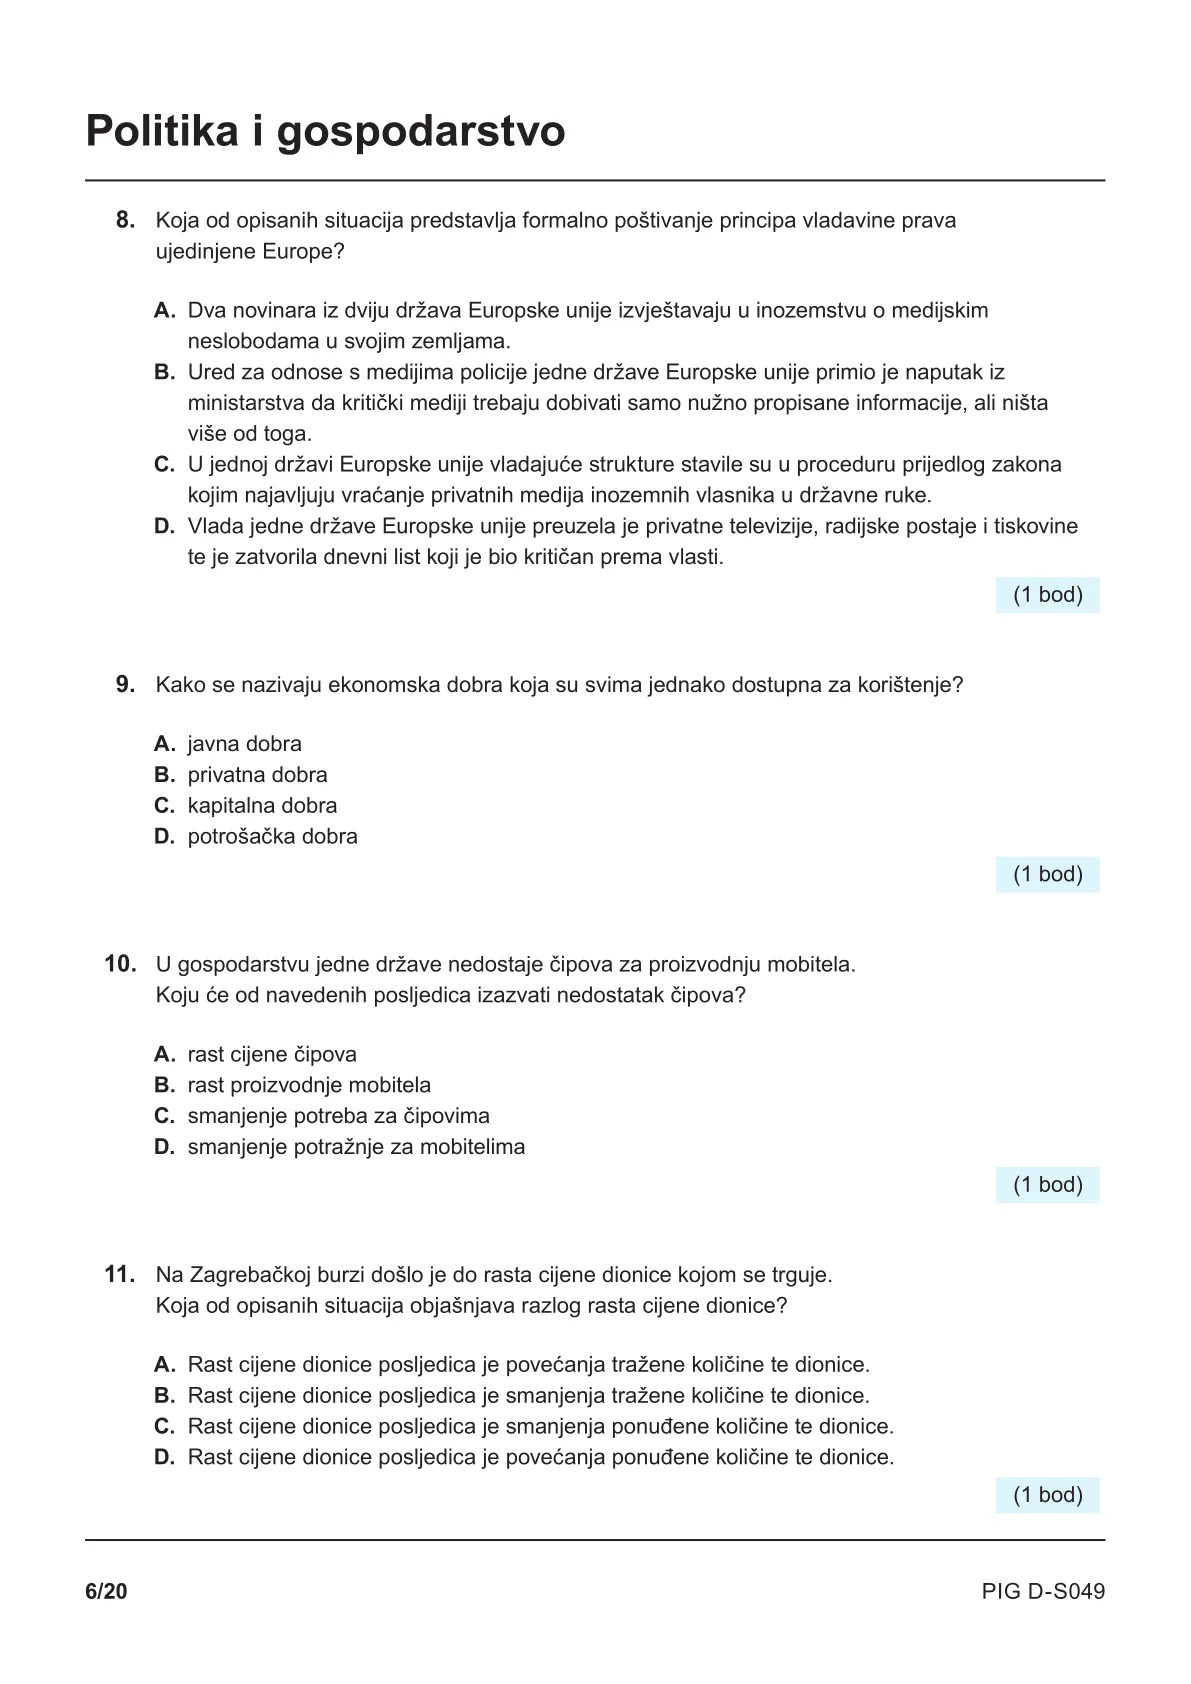 Politika i gospodarstvo
8. Koja od opisanih situacija predstavlja formalno poštivanje principa vladavine prava
ujedinjene Europe?
A. Dva novinara iz dviju država Europske unije izvještavaju u inozemstvu o medijskim
neslobodama u svojim zemljama.
B. Ured za odnose s medijima policije jedne države Europske unije primio je naputak iz
ministarstva da kritički mediji trebaju dobivati samo nužno propisane informacije, ali ništa
više od toga.
C. U jednoj državi Europske unije vladajuće strukture stavile su u proceduru prijedlog zakona
kojim najavljuju vraćanje privatnih medija inozemnih vlasnika u državne ruke.
D. Vlada jedne države Europske unije preuzela je privatne televizije, radijske postaje i tiskovine
te je zatvorila dnevni list koji je bio kritičan prema vlasti.
(1 bod)
9. Kako se nazivaju ekonomska dobra koja su svima jednako dostupna za korištenje?
A. javna dobra
B. privatna dobra
C. kapitalna dobra
D. potrošačka dobra
(1 bod)
10. U gospodarstvu jedne države nedostaje čipova za proizvodnju mobitela.
Koju će od navedenih posljedica izazvati nedostatak čipova?
A. rast cijene čipova
B. rast proizvodnje mobitela
C. smanjenje potreba za čipovima
D. smanjenje potražnje za mobitelima
(1 bod)
11. Na Zagrebačkoj burzi došlo je do rasta cijene dionice kojom se trguje.
Koja od opisanih situacija objašnjava razlog rasta cijene dionice?
A. Rast cijene dionice posljedica je povećanja tražene količine te dionice.
B. Rast cijene dionice posljedica je smanjenja tražene količine te dionice.
C. Rast cijene dionice posljedica je smanjenja ponuđene količine te dionice.
D. Rast cijene dionice posljedica je povećanja ponuđene količine te dionice.
(1 bod)
6/20
PIG D-S049